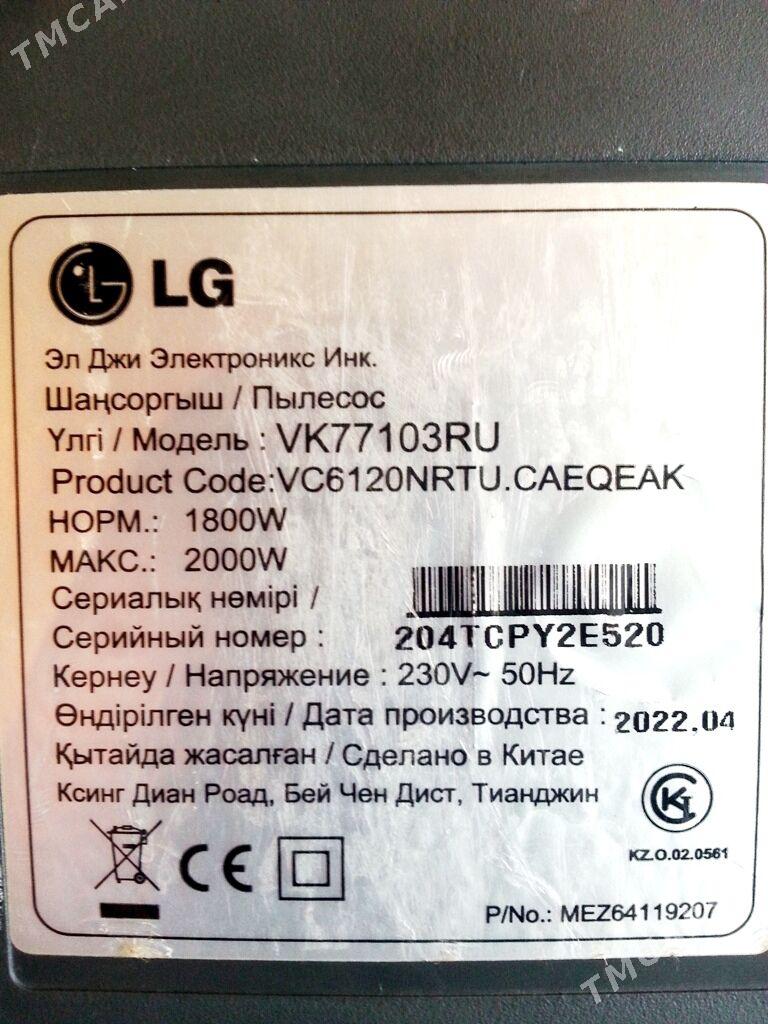 TMCA
LG
Эл Джи Электроникс Инк.
Шаңсорғыш / Пылесос
Үлгі / Модель : VK77103RU
Product Code:VC6120NRTU.CAEQEAK
НОРМ.: 1800W
МАКС.: 2000W
Сериалық нөмірі /
Серийный номер : 204TCPY2E520
Кернеу / Напряжение : 230V~ 50Hz
Өндірілген күні / Дата производства : 2022.04
Қытайда жасалған / Сделано в Китае
Ксинг Диан Роад, Бей Чен Дист, Тианджин
CE
KZ.O.02.0561
P/No.: MEZ64119207